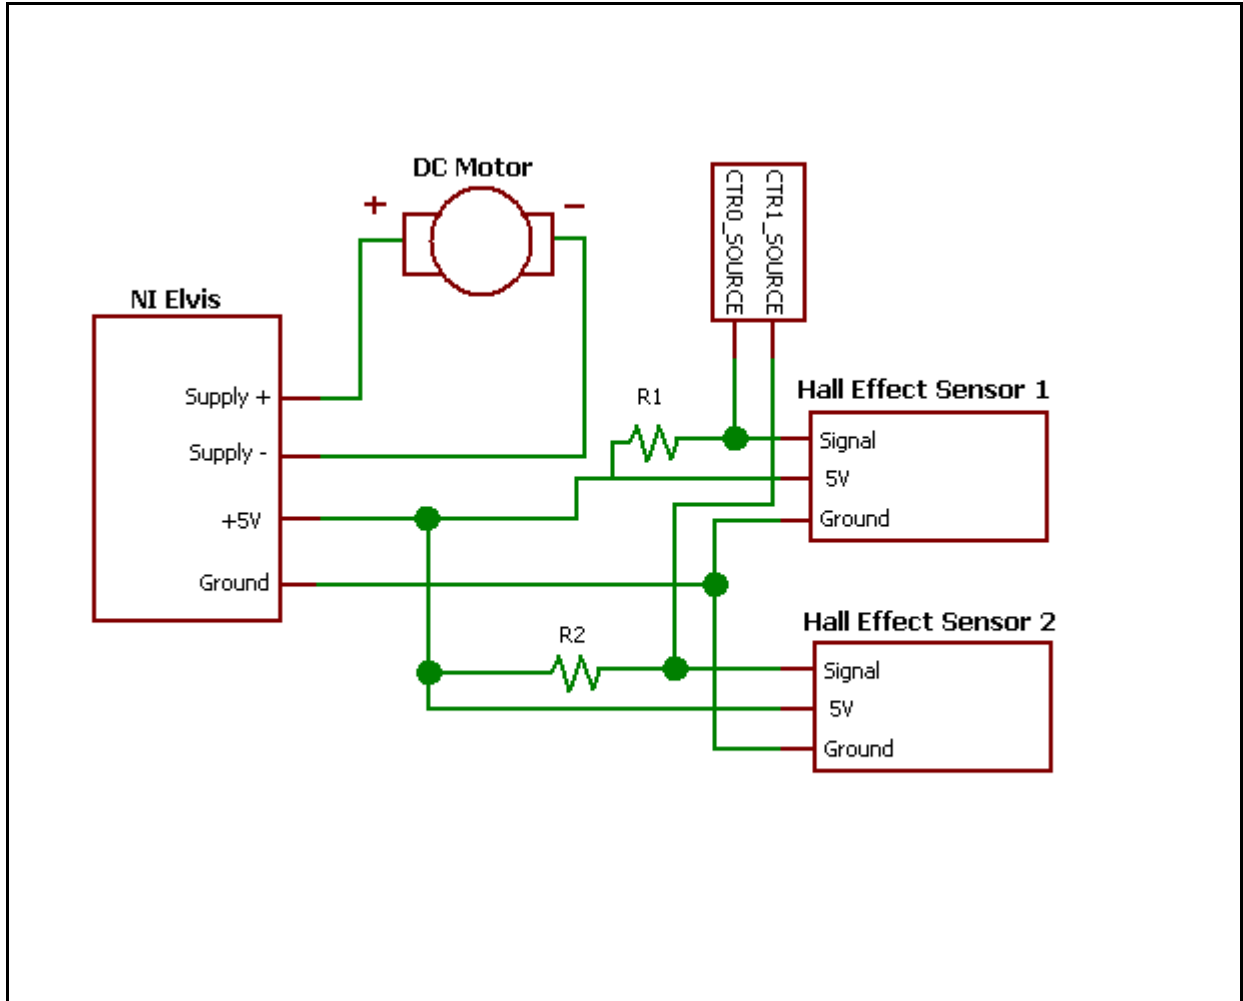 DC Motor
+
−
CTR0_SOURCE
CTR1_SOURCE
NI Elvis
Supply +
Supply -
+5V
Ground
R1
Hall Effect Sensor 1
Signal
5V
Ground
R2
Hall Effect Sensor 2
Signal
5V
Ground